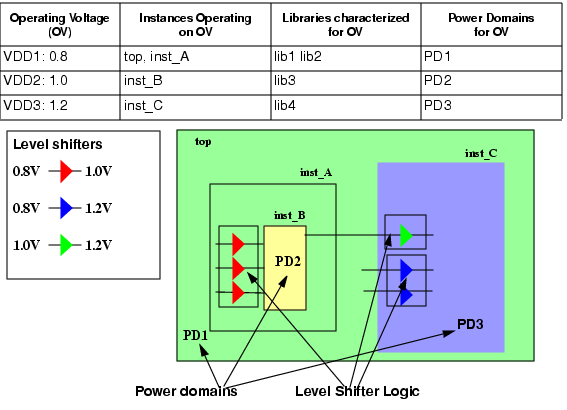 Operating Voltage (OV) Instances Operating on OV Libraries characterized for OV Power Domains for OV
VDD1: 0.8 top, inst_A lib1 lib2 PD1
VDD2: 1.0 inst_B lib3 PD2
VDD3: 1.2 inst_C lib4 PD3
Level shifters
0.8V 1.0V
0.8V 1.2V
1.0V 1.2V
top
inst_C
inst_A
inst_B
PD2
PD1
PD3
Power domains
Level Shifter Logic